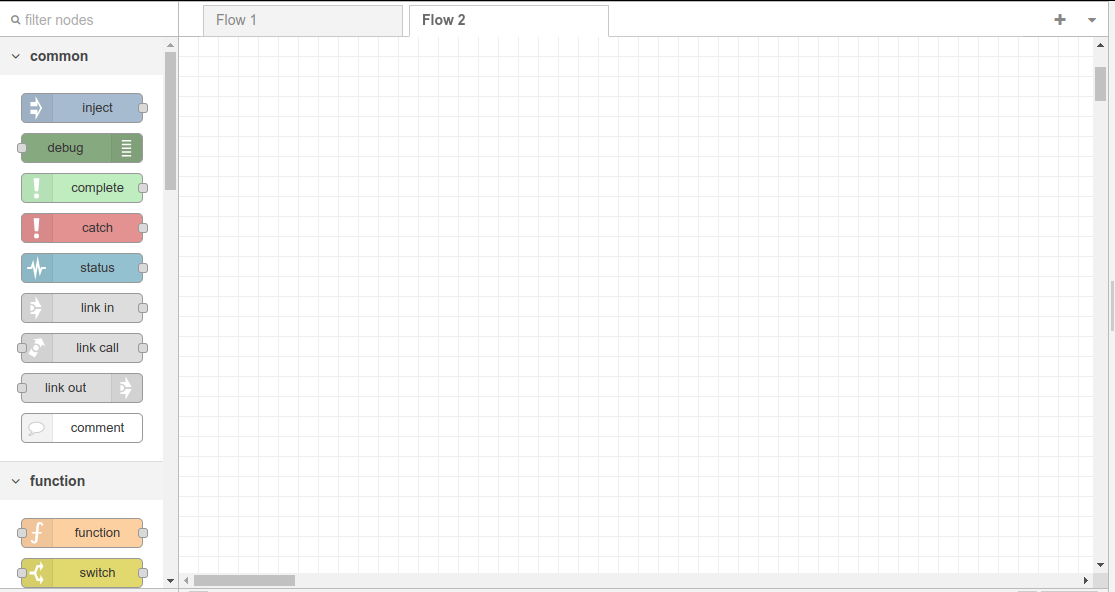 filter nodes
Flow 1
Flow 2
common
inject
debug
complete
catch
status
link in
link call
link out
comment
function
function
switch